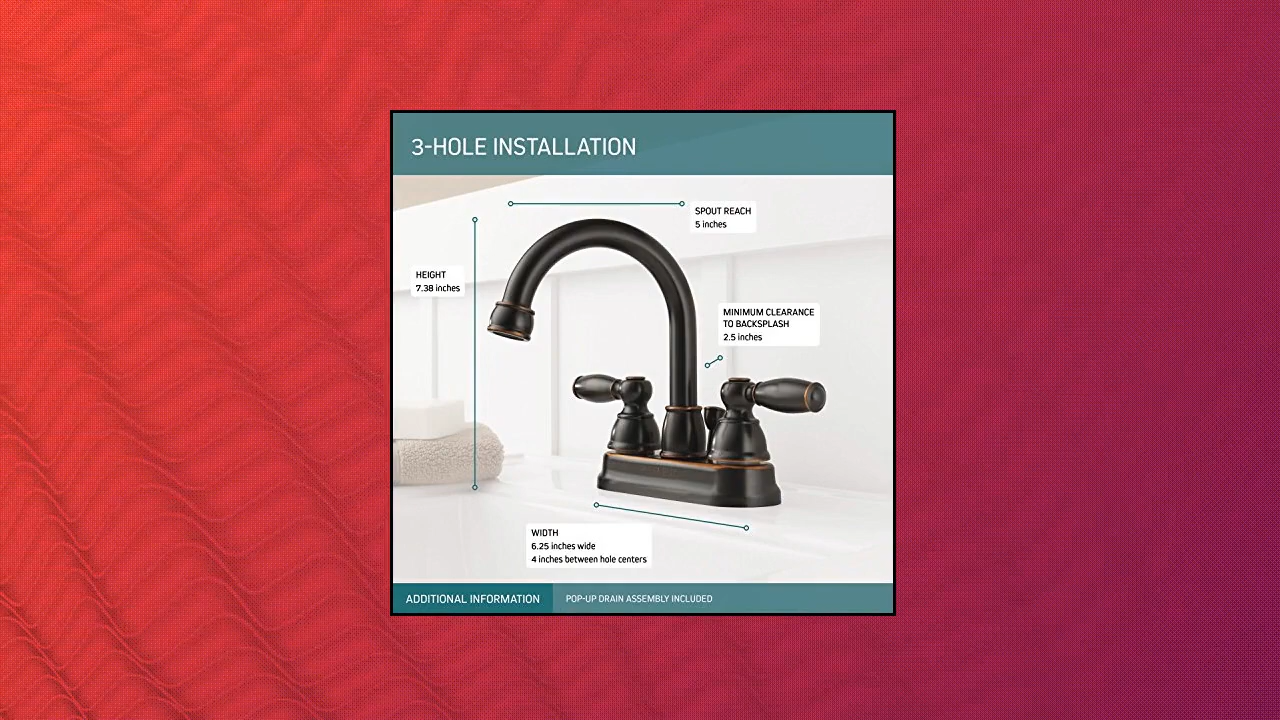 3-HOLE INSTALLATION
SPOUT REACH
5 inches
HEIGHT
7.38 inches
MINIMUM CLEARANCE
TO BACKSPLASH
2.5 inches
WIDTH
6.25 inches wide
4 inches between hole centers
ADDITIONAL INFORMATION
POP-UP DRAIN ASSEMBLY INCLUDED